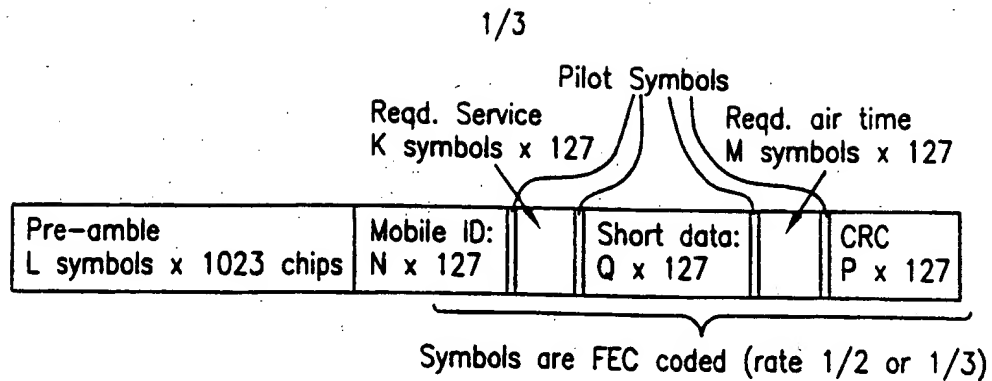 1/3
Pilot Symbols
Reqd. Service
K symbols x 127
Reqd. air time
M symbols x 127
Pre-amble
L symbols x 1023 chips
Mobile ID:
N x 127
Short data:
Q x 127
CRC
P x 127
Symbols are FEC coded (rate 1/2 or 1/3)